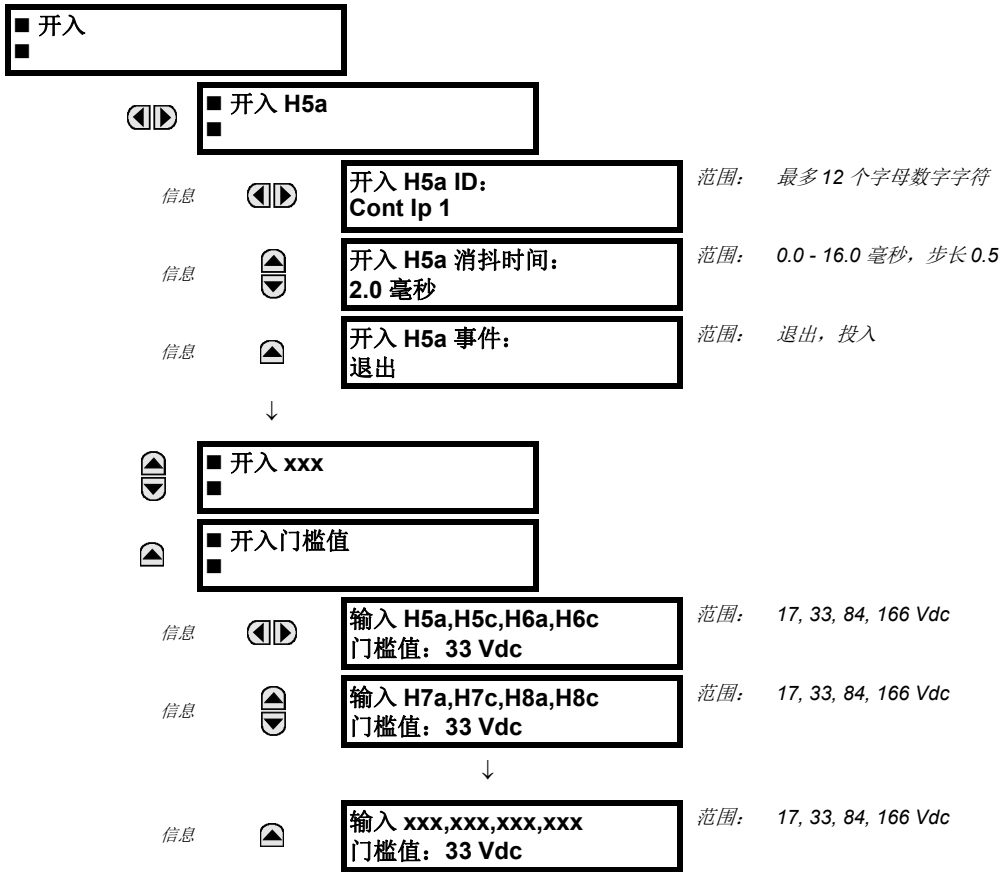 ■ 开入
■
■ 开入 H5a
■
信息
开入 H5a ID：
Cont Ip 1
范围： 最多 12 个字母数字字符
信息
开入 H5a 消抖时间：
2.0 毫秒
范围： 0.0 - 16.0 毫秒，步长 0.5
信息
开入 H5a 事件：
退出
范围： 退出，投入
↓
■ 开入 xxx
■
■ 开入门槛值
■
信息
输入 H5a,H5c,H6a,H6c
门槛值：33 Vdc
范围： 17, 33, 84, 166 Vdc
信息
输入 H7a,H7c,H8a,H8c
门槛值：33 Vdc
范围： 17, 33, 84, 166 Vdc
↓
信息
输入 xxx,xxx,xxx,xxx
门槛值：33 Vdc
范围： 17, 33, 84, 166 Vdc